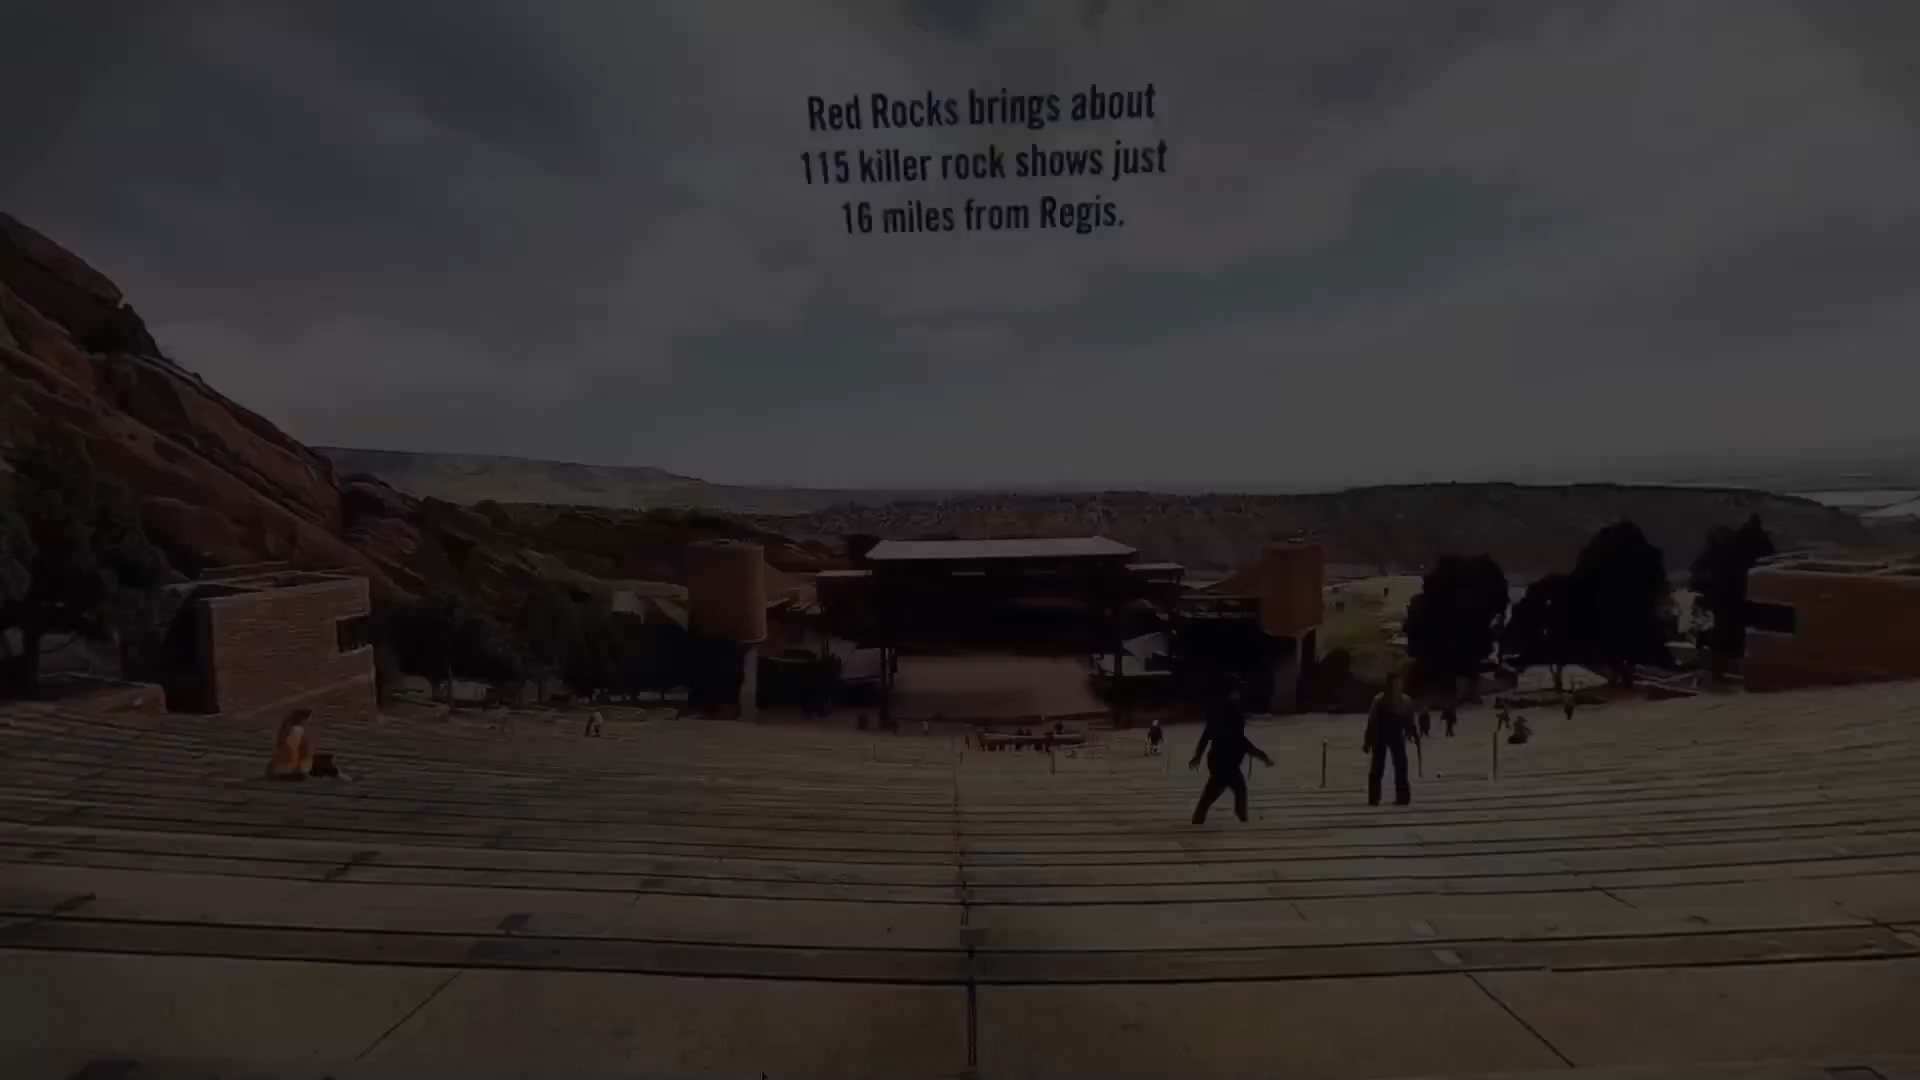 Red Rocks brings about
115 killer rock shows just
16 miles from Regis.